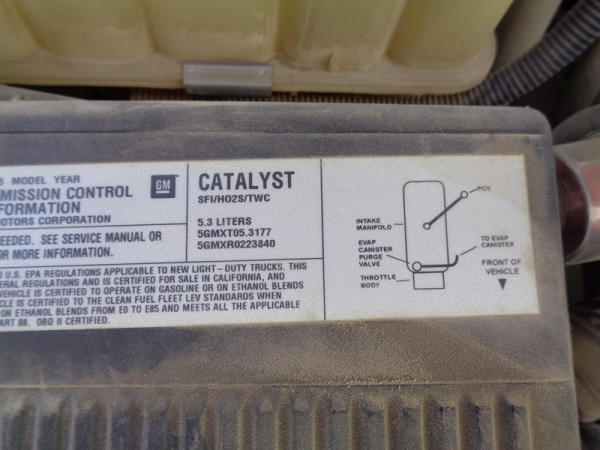 5 MODEL YEAR
MISSION CONTROL
FORMATION
MOTORS CORPORATION
GM
EEDED. SEE SERVICE MANUAL OR
OR MORE INFORMATION.
CATALYST
SFI/HO2S/TWC
5.3 LITERS
5GMXT05.3177
5GMXR0223840
U.S. EPA REGULATIONS APPLICABLE TO NEW LIGHT-DUTY TRUCKS. THIS
ERAL REGULATIONS AND IS CERTIFIED FOR SALE IN CALIFORNIA, AND
VEHICLE IS CERTIFIED TO OPERATE ON GASOLINE OR ON ETHANOL BLENDS
CLE IS CERTIFIED TO THE CLEAN FUEL FLEET LEV STANDARDS WHEN
ON ETHANOL BLENDS FROM E0 TO E85 AND MEETS ALL THE APPLICABLE
ART 88. OBD II CERTIFIED.
PCV
INTAKE
MANIFOLD
EVAP
CANISTER
PURGE
VALVE
THROTTLE
BODY
TO EVAP
CANISTER
FRONT OF
VEHICLE